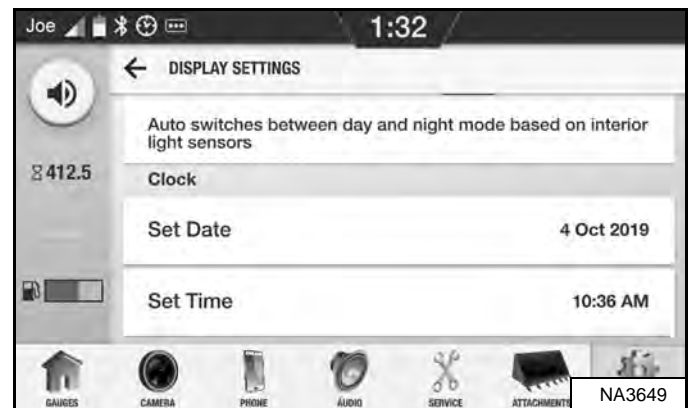 Joe 1:32
DISPLAY SETTINGS
Auto switches between day and night mode based on interior
light sensors
412.5
Clock
Set Date 4 Oct 2019
Set Time 10:36 AM
GAUGES CAMERA PHONE AUDIO SERVICE ATTACHMENTS
NA3649